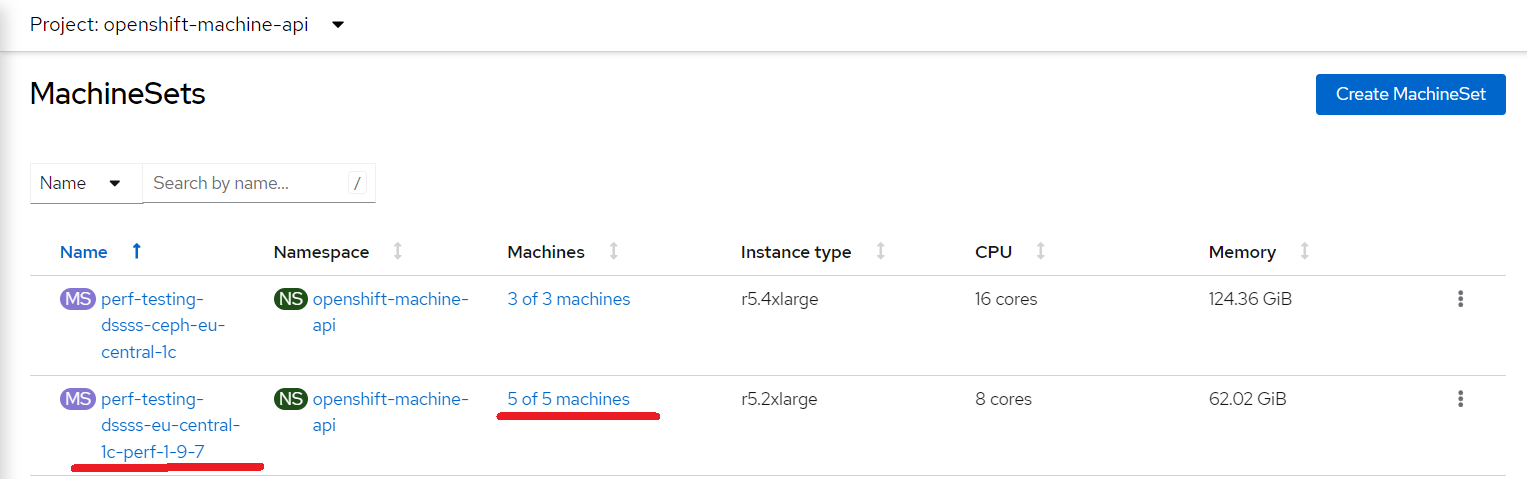 Project: openshift-machine-api
MachineSets
Create MachineSet
Name
Search by name...
/
Name Namespace Machines Instance type CPU Memory
MS perf-testing- NS openshift-machine- 3 of 3 machines r5.4xlarge 16 cores 124.36 GiB
dssss-ceph-eu- api
central-1c
MS perf-testing- NS openshift-machine- 5 of 5 machines r5.2xlarge 8 cores 62.02 GiB
dssss-eu-central- api
1c-perf-1-9-7